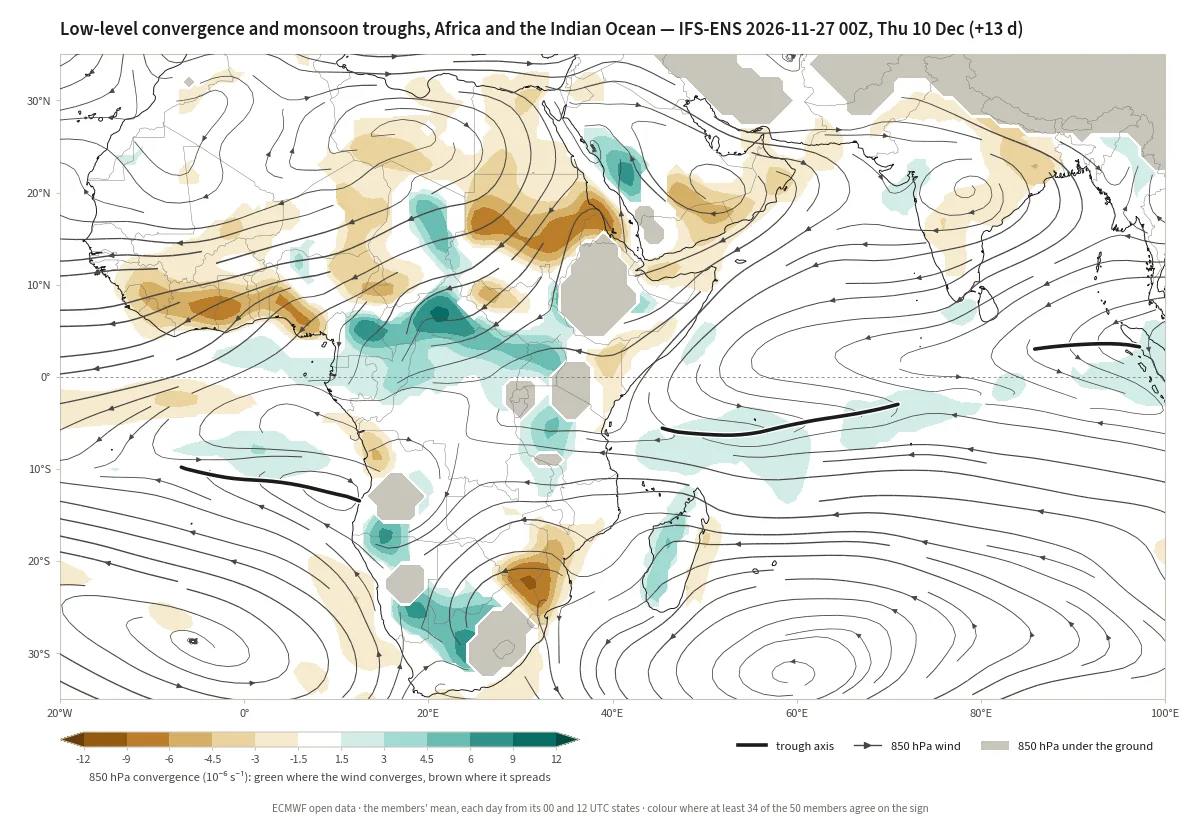 Low-level convergence and monsoon troughs, Africa and the Indian Ocean — IFS-ENS 2026-11-27 00Z, Thu 10 Dec (+13 d)
30°N
20°N
10°N
0°
10°S
20°S
30°S
20°W 0° 20°E 40°E 60°E 80°E 100°E
-12 -9 -6 -4.5 -3 -1.5 1.5 3 4.5 6 9 12
850 hPa convergence (10⁻⁶ s⁻¹): green where the wind converges, brown where it spreads
trough axis 850 hPa wind 850 hPa under the ground
ECMWF open data · the members' mean, each day from its 00 and 12 UTC states · colour where at least 34 of the 50 members agree on the sign